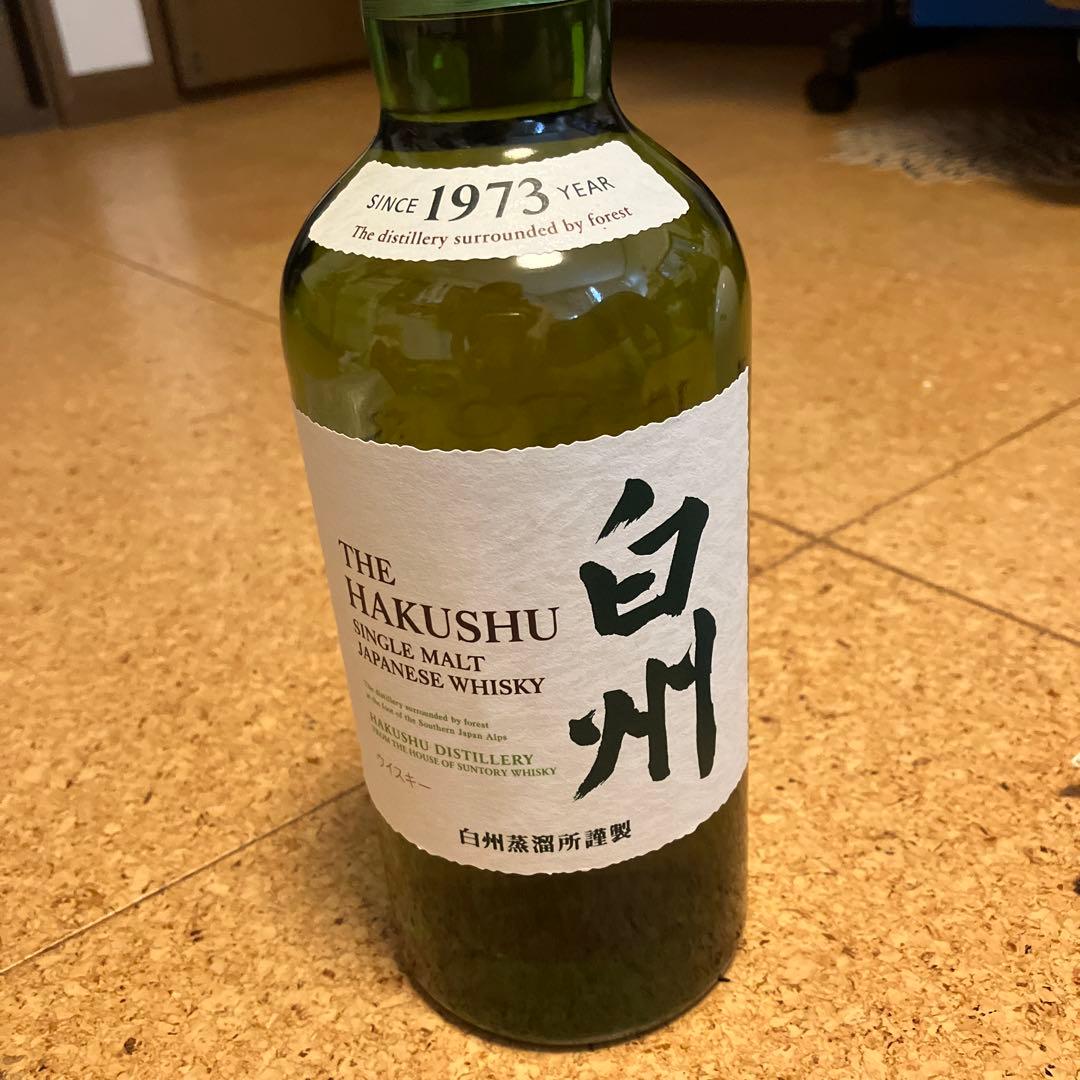 SINCE 1973 YEAR
The distillery surrounded by forest
白州
THE
HAKUSHU
SINGLE MALT
JAPANESE WHISKY
The distillery surrounded by forest
at the foot of the Southern Japan Alps
HAKUSHU DISTILLERY
FROM THE HOUSE OF SUNTORY WHISKY
ウイスキー
白州蒸溜所謹製